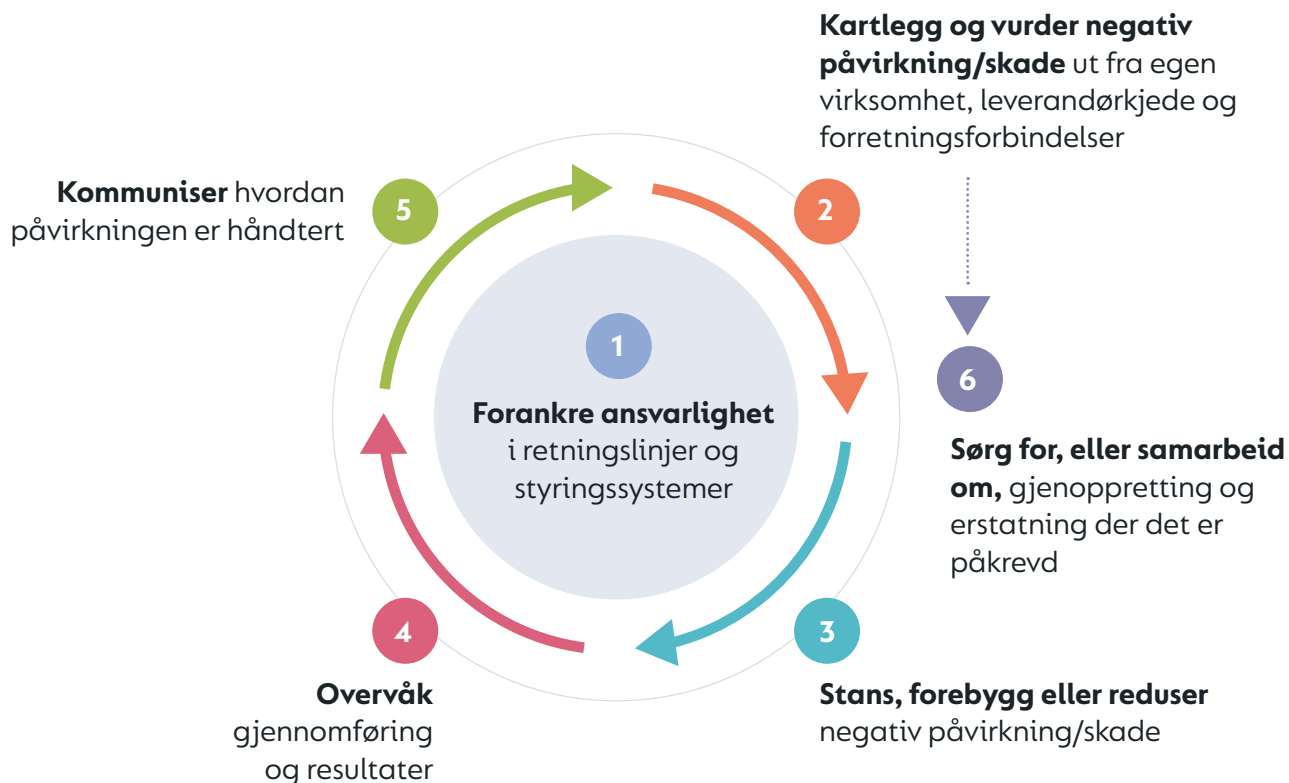 1
Forankre ansvarlighet
i retningslinjer og
styringssystemer
2
Kartlegg og vurder negativ
påvirkning/skade ut fra egen
virksomhet, leverandørkjede og
forretningsforbindelser
3
Stans, forebygg eller reduser
negativ påvirkning/skade
4
Overvåk
gjennomføring
og resultater
5
Kommuniser hvordan
påvirkningen er håndtert
6
Sørg for, eller samarbeid
om, gjenoppretting og
erstatning der det er
påkrevd